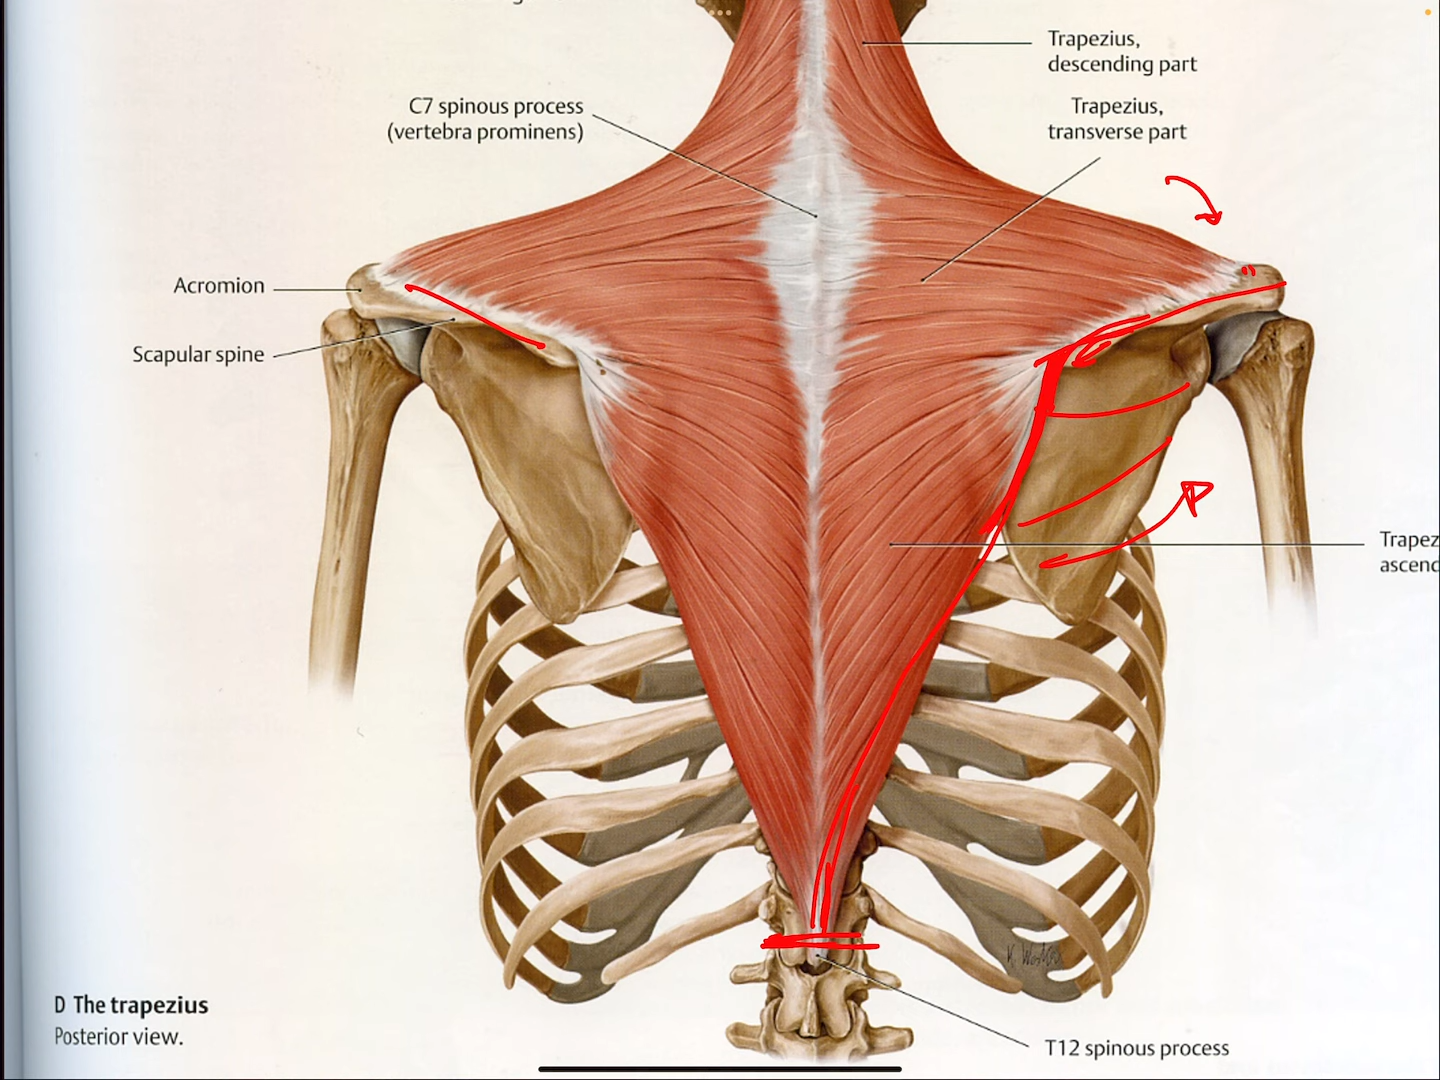 Trapezius,
descending part
C7 spinous process
(vertebra prominens)
Trapezius,
transverse part
Acromion
Scapular spine
Trapez
ascend
D The trapezius
Posterior view.
T12 spinous process